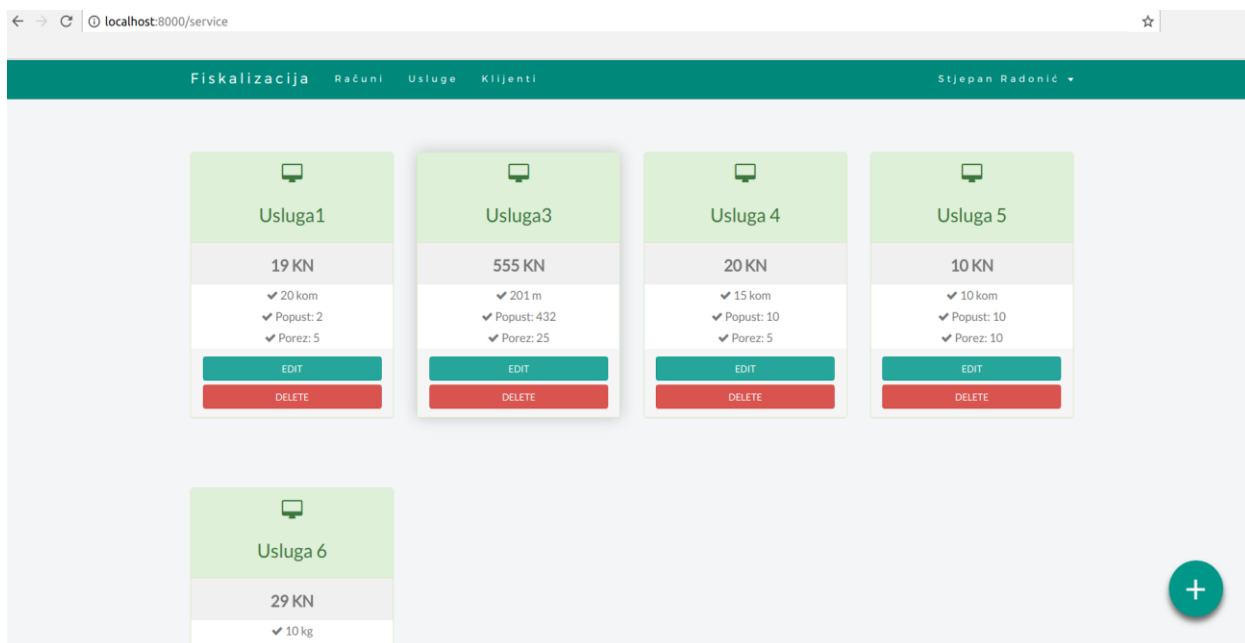 localhost:8000/service
Fiskalizacija Računi Usluge Klijenti Stjepan Radonić
Usluga1
19 KN
20 kom
Popust: 2
Porez: 5
EDIT
DELETE
Usluga3
555 KN
201 m
Popust: 432
Porez: 25
EDIT
DELETE
Usluga 4
20 KN
15 kom
Popust: 10
Porez: 5
EDIT
DELETE
Usluga 5
10 KN
10 kom
Popust: 10
Porez: 10
EDIT
DELETE
Usluga 6
29 KN
10 kg
+